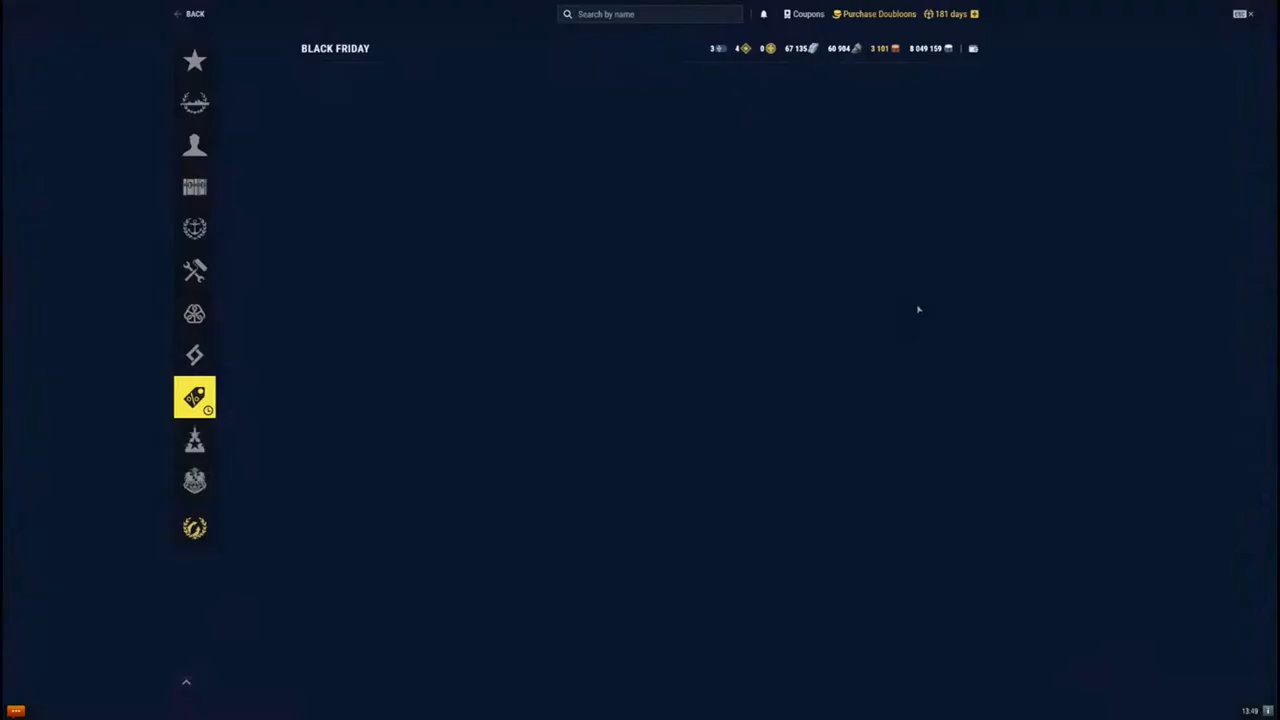 BACK
Search by name
Coupons
Purchase Doubloons
181 days
ESC
BLACK FRIDAY
3
4
0
67 135
60 904
3 101
8 049 159
13:49